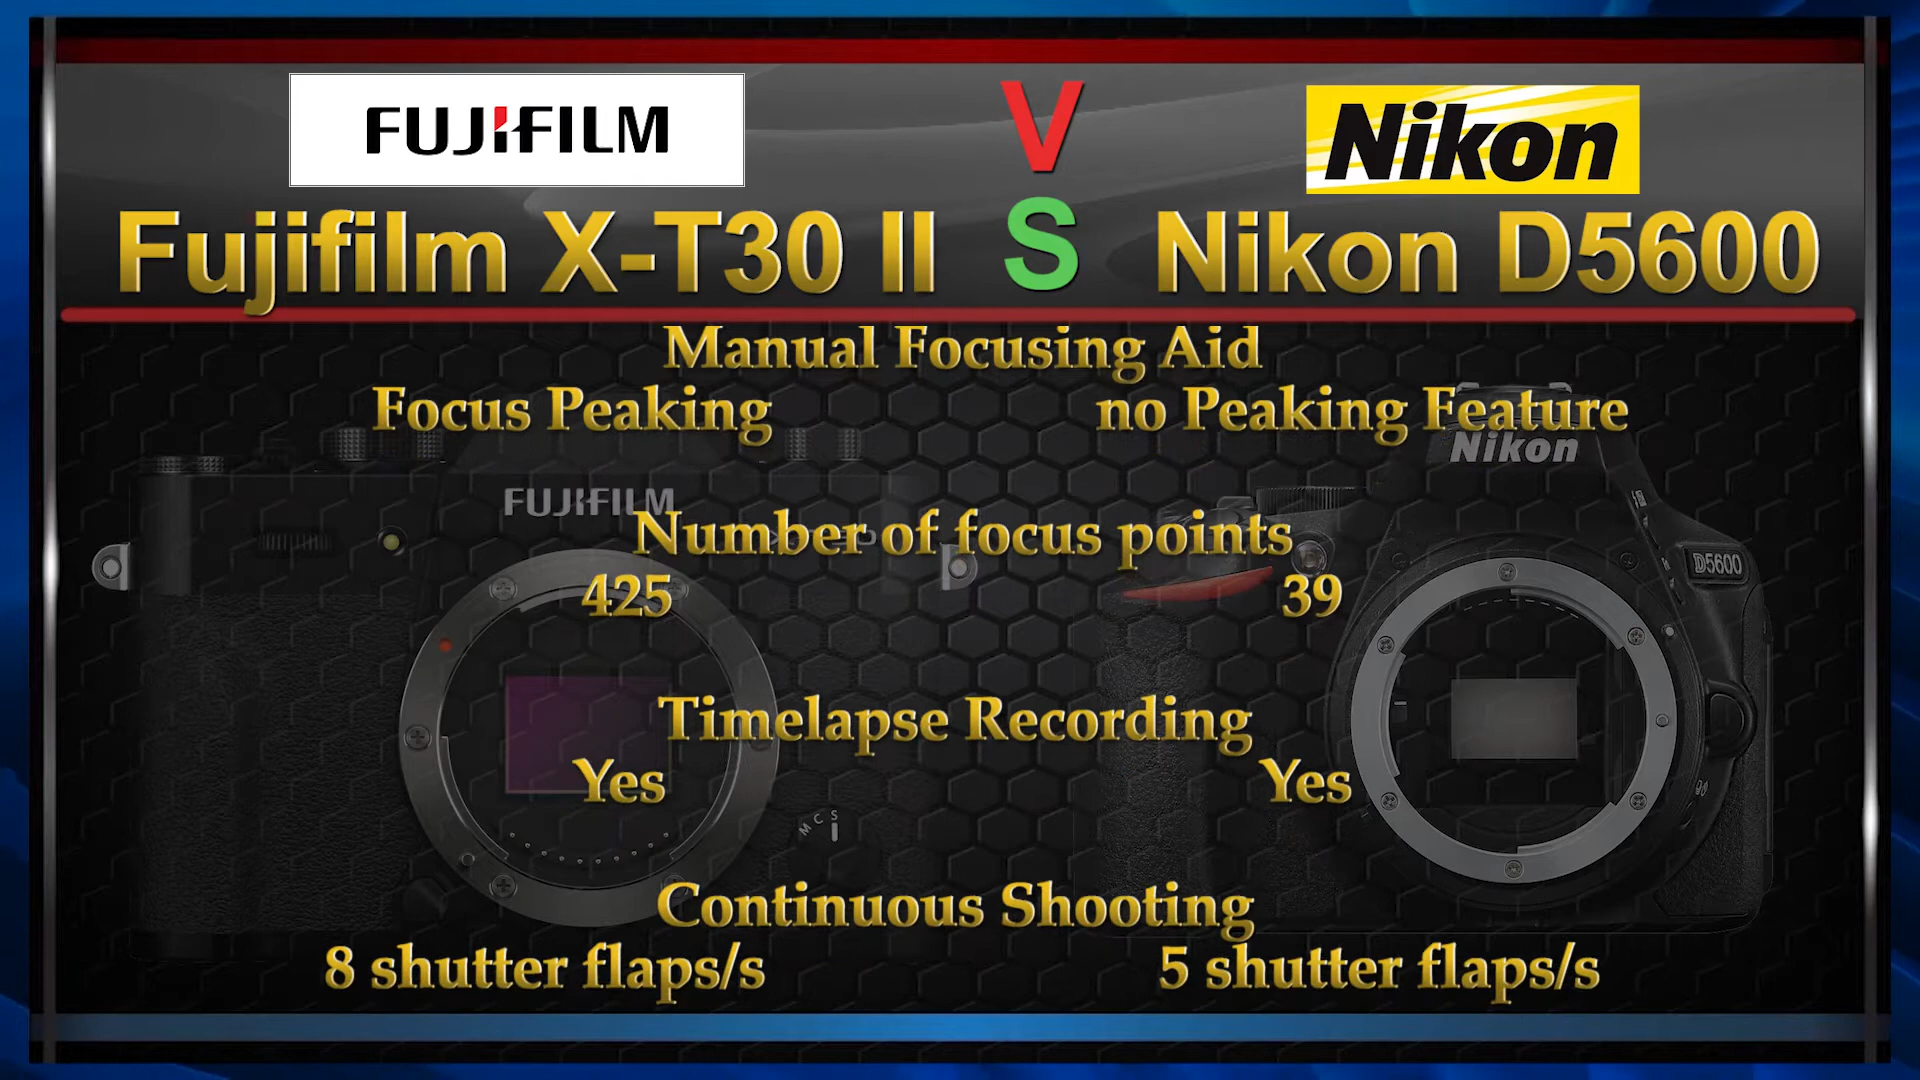 FUJIFILM
V
S
Nikon
Fujifilm X-T30 II
Nikon D5600
Manual Focusing Aid
Focus Peaking
no Peaking Feature
Nikon
FUJIFILM
Number of focus points
D5600
425
39
Timelapse Recording
Yes
Yes
M C S
Continuous Shooting
8 shutter flaps/s
5 shutter flaps/s